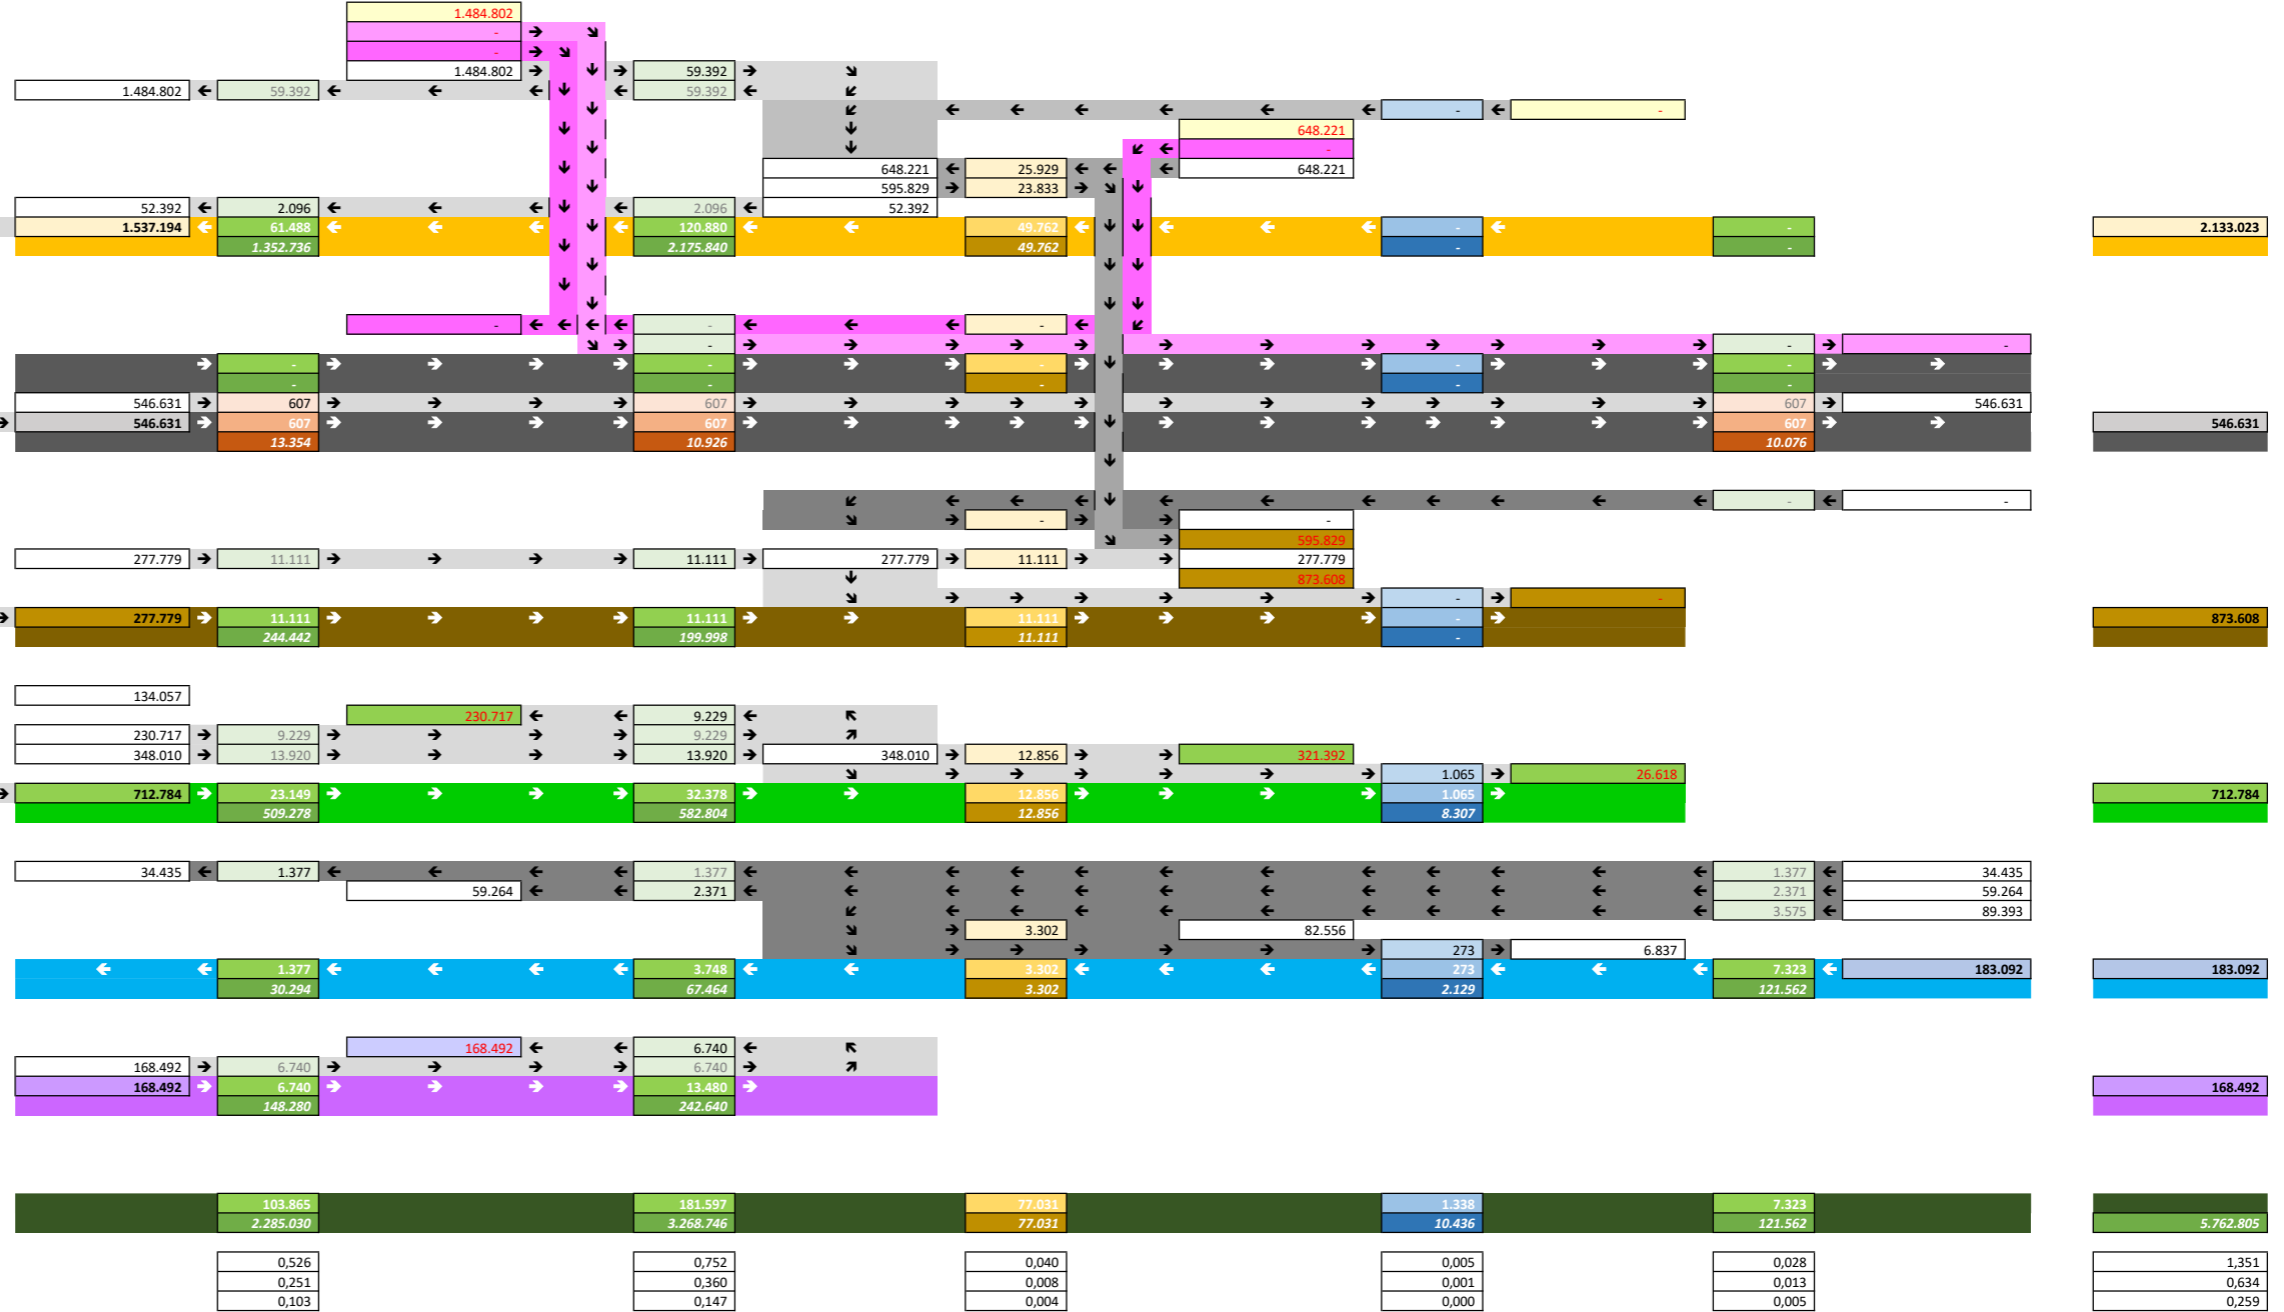 1.484.802
-
-
1.484.802 59.392
1.484.802 59.392 59.392
- -
648.221
-
648.221 25.929 648.221
595.829 23.833
52.392 2.096 2.096 52.392
1.537.194 61.488 120.880 49.762 - - 2.133.023
1.352.736 2.175.840 49.762 - -
- - -
- - -
- - - - -
- - - -
546.631 607 607 607 546.631
546.631 607 607 607 546.631
13.354 10.926 10.076
- -
- -
595.829
277.779 11.111 11.111 277.779 11.111 277.779
873.608
- -
277.779 11.111 11.111 11.111 - 873.608
244.442 199.998 11.111 -
134.057
230.717 9.229
230.717 9.229 9.229
348.010 13.920 13.920 348.010 12.856 321.392
1.065 26.618
712.784 23.149 32.378 12.856 1.065 712.784
509.278 582.804 12.856 8.307
34.435 1.377 1.377 1.377 34.435
59.264 2.371 2.371 59.264
3.575 89.393
3.302 82.556
273 6.837
1.377 3.748 3.302 273 7.323 183.092 183.092
30.294 67.464 3.302 2.129 121.562
168.492 6.740
168.492 6.740 6.740
168.492 6.740 13.480 168.492
148.280 242.640
103.865 181.597 77.031 1.338 7.323
2.285.030 3.268.746 77.031 10.436 121.562 5.762.805
0,526 0,752 0,040 0,005 0,028 1,351
0,251 0,360 0,008 0,001 0,013 0,634
0,103 0,147 0,004 0,000 0,005 0,259